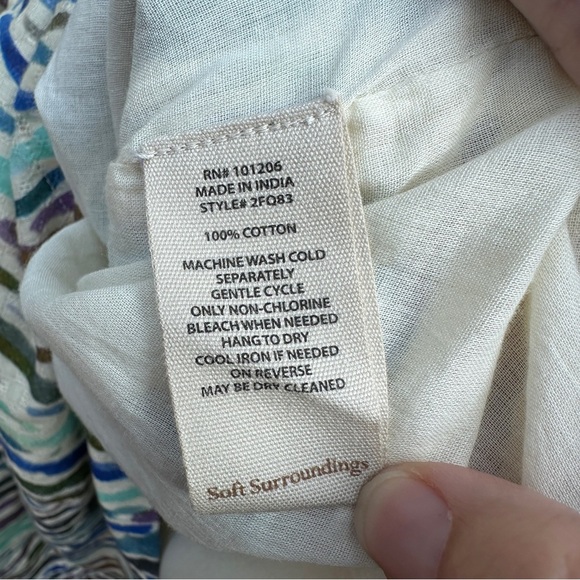 RN# 101206
MADE IN INDIA
STYLE# 2FQ83
100% COTTON
MACHINE WASH COLD
SEPARATELY
GENTLE CYCLE
ONLY NON-CHLORINE
BLEACH WHEN NEEDED
HANG TO DRY
COOL IRON IF NEEDED
ON REVERSE
MAY BE DRY CLEANED
Soft Surroundings